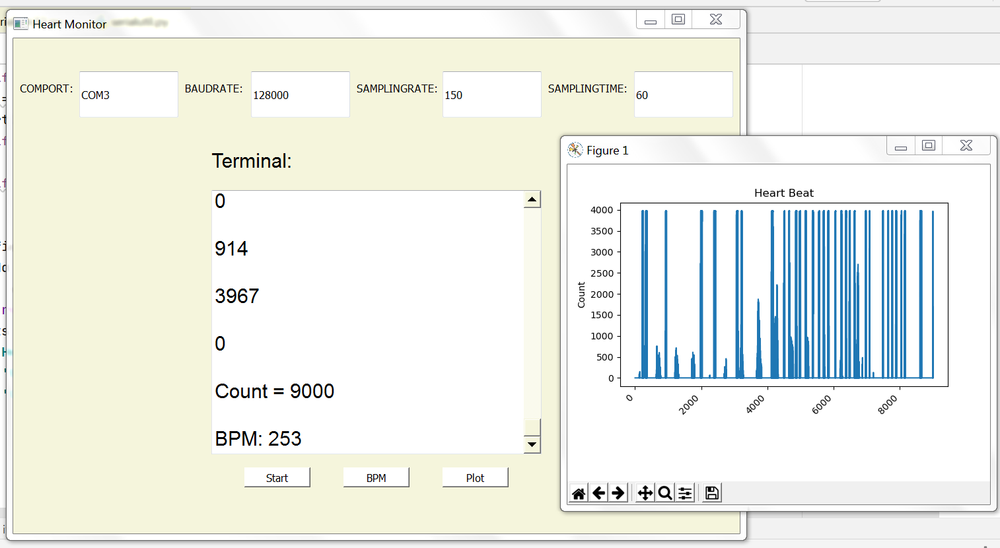 Heart Monitor
COMPORT: COM3 BAUDRATE: 128000 SAMPLINGRATE: 150 SAMPLINGTIME: 60
Terminal:
0
914
3967
0
Count = 9000
BPM: 253
Start BPM Plot
Figure 1
Heart Beat
4000
3500
3000
2500
2000
1500
1000
500
0
Count
0 2000 4000 6000 8000